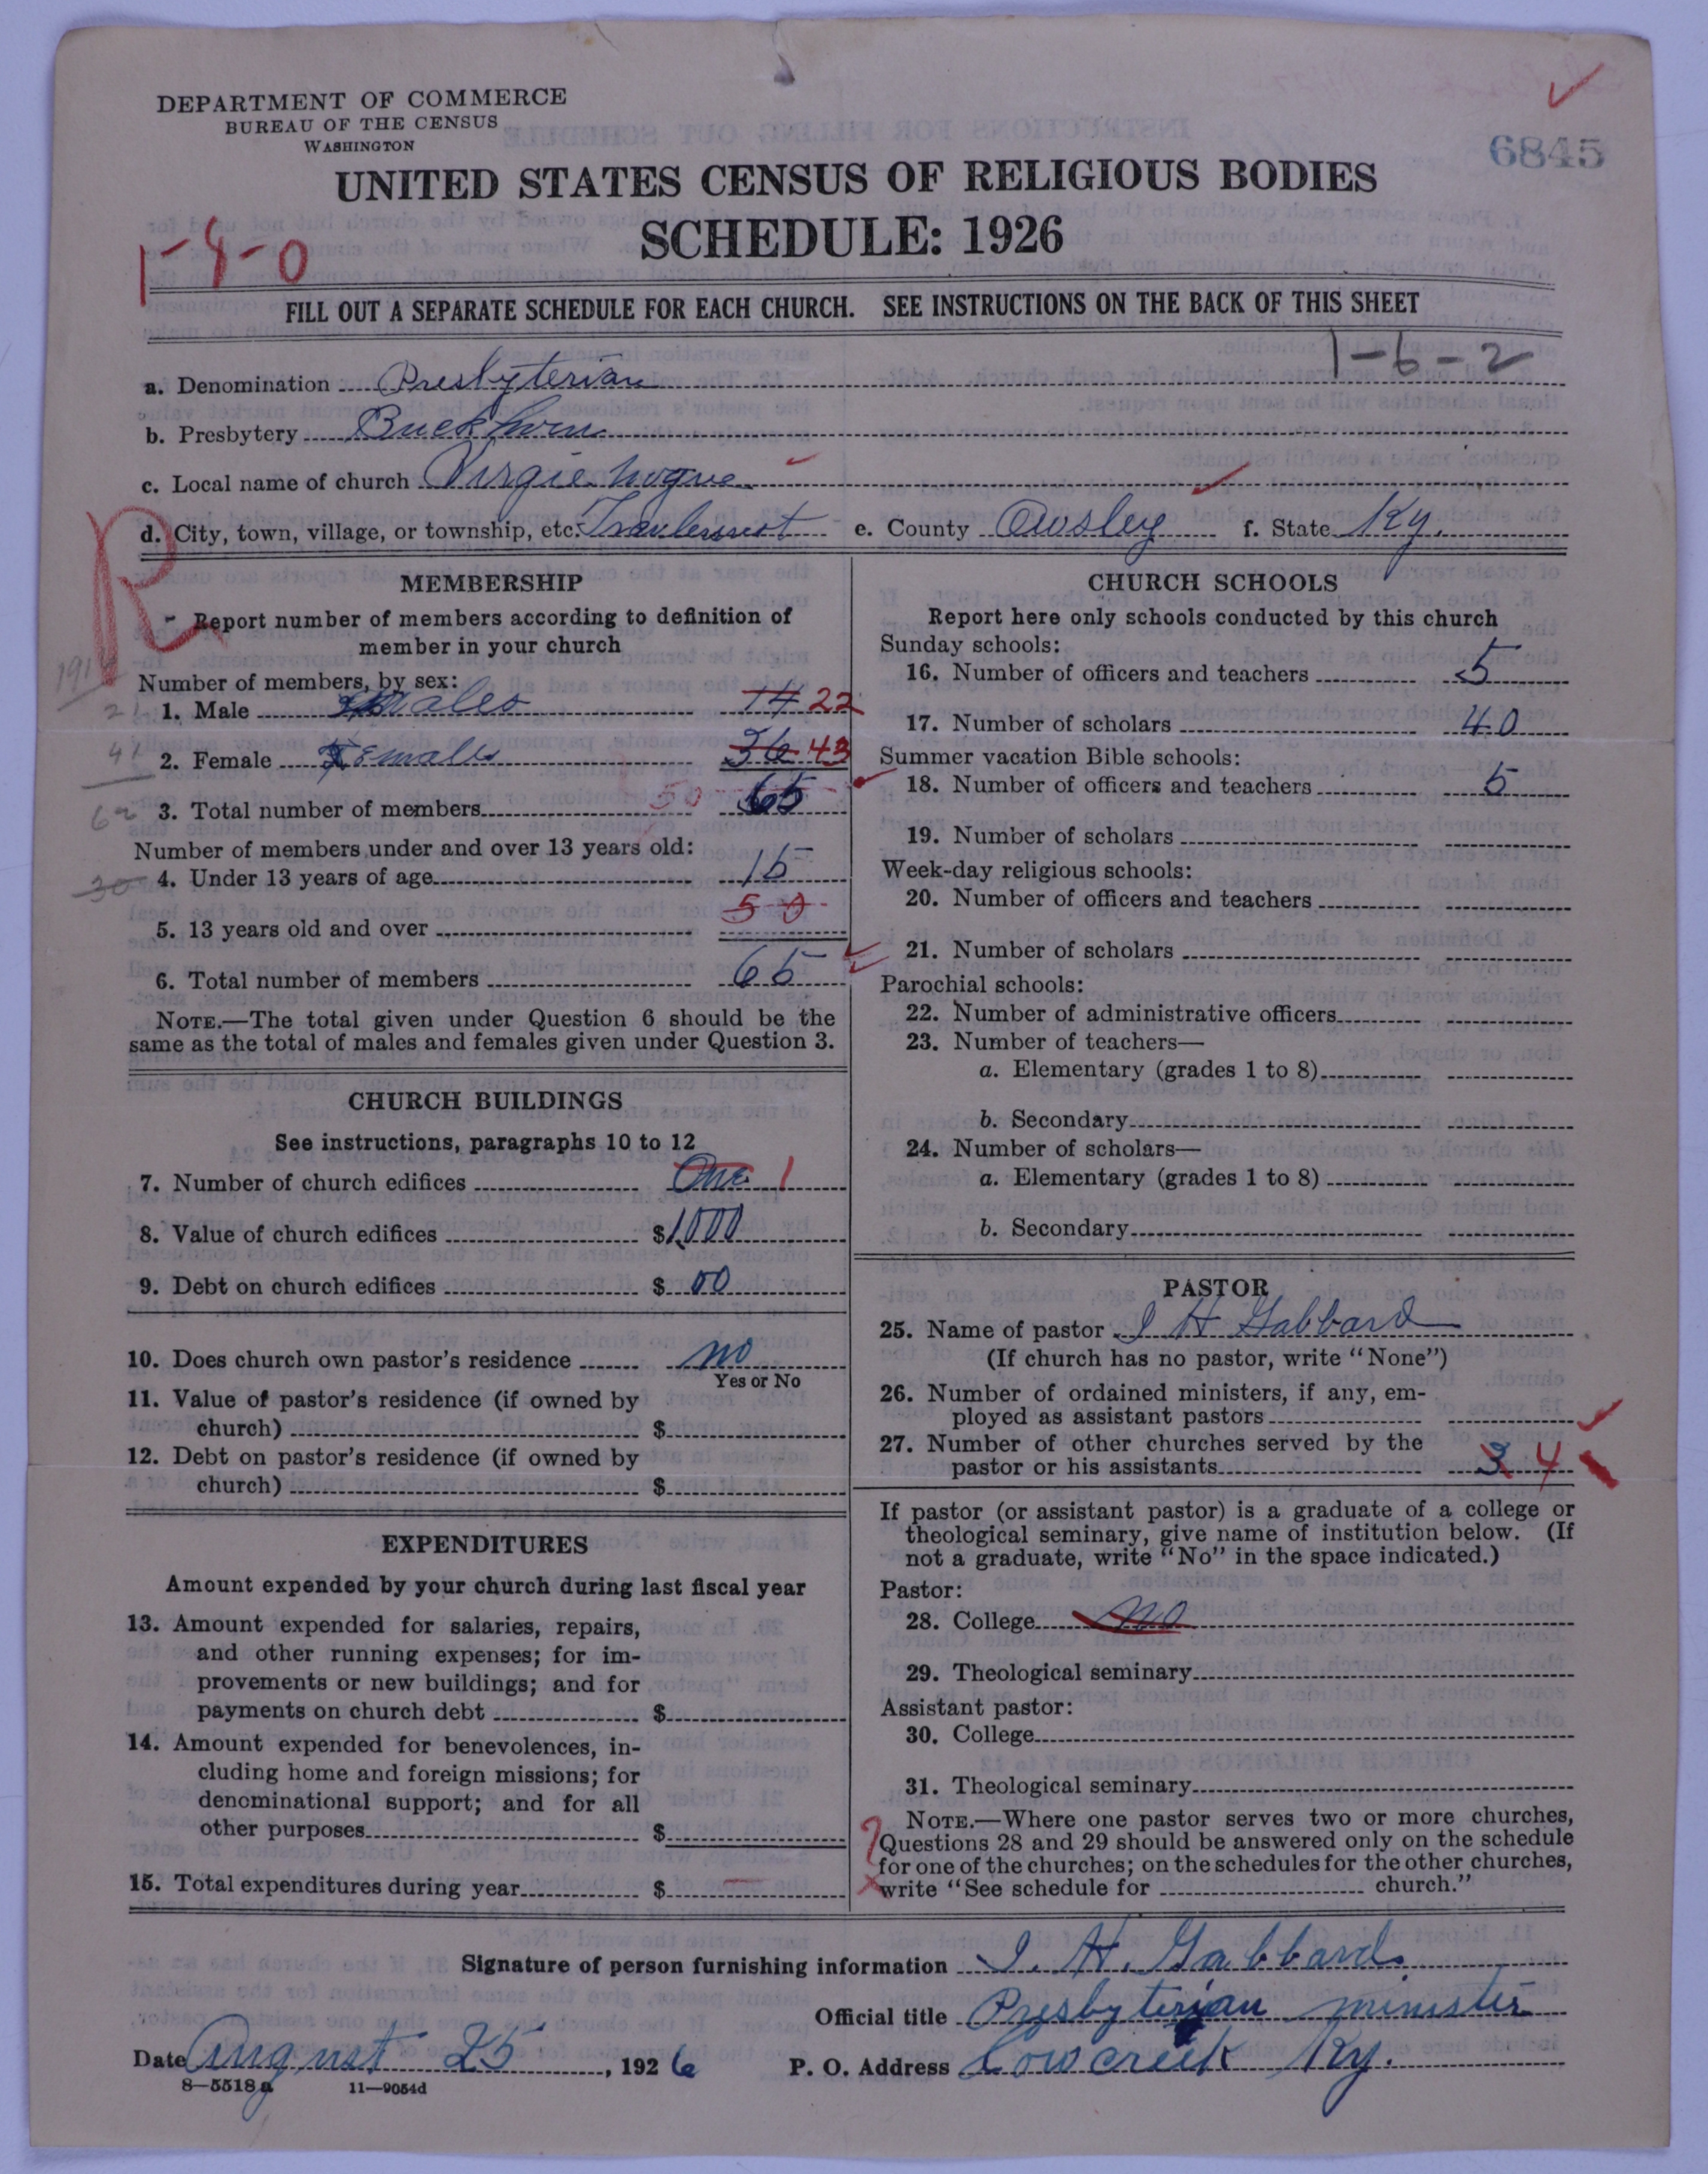 DEPARTMENT OF COMMERCE
BUREAU OF THE CENSUS
WASHINGTON
6845
UNITED STATES CENSUS OF RELIGIOUS BODIES
SCHEDULE: 1926
1-4-0
FILL OUT A SEPARATE SCHEDULE FOR EACH CHURCH. SEE INSTRUCTIONS ON THE BACK OF THIS SHEET
1-6-2
a. Denomination Presbyterian
b. Presbytery Buckhorn
c. Local name of church Virgie hogue
d. City, town, village, or township, etc.
e. County Owsley f. State Ky.
R
MEMBERSHIP
Report number of members according to definition of
member in your church
1916
Number of members, by sex:
21 1. Male Males 14 22
41 2. Female Females 36 43
62 3. Total number of members 50 65
Number of members under and over 13 years old:
30 4. Under 13 years of age 15
5. 13 years old and over 50
6. Total number of members 65
NOTE.—The total given under Question 6 should be the
same as the total of males and females given under Question 3.
CHURCH BUILDINGS
See instructions, paragraphs 10 to 12
7. Number of church edifices One 1
8. Value of church edifices $1,000
9. Debt on church edifices $ 00
10. Does church own pastor's residence no
Yes or No
11. Value of pastor's residence (if owned by
church) $
12. Debt on pastor's residence (if owned by
church) $
EXPENDITURES
Amount expended by your church during last fiscal year
13. Amount expended for salaries, repairs,
and other running expenses; for im-
provements or new buildings; and for
payments on church debt $
14. Amount expended for benevolences, in-
cluding home and foreign missions; for
denominational support; and for all
other purposes $
15. Total expenditures during year $
CHURCH SCHOOLS
Report here only schools conducted by this church
Sunday schools:
16. Number of officers and teachers 5
17. Number of scholars 40
Summer vacation Bible schools:
18. Number of officers and teachers 5
19. Number of scholars
Week-day religious schools:
20. Number of officers and teachers
21. Number of scholars
Parochial schools:
22. Number of administrative officers
23. Number of teachers—
a. Elementary (grades 1 to 8)
b. Secondary
24. Number of scholars—
a. Elementary (grades 1 to 8)
b. Secondary
PASTOR
25. Name of pastor I H Gabbard
(If church has no pastor, write "None")
26. Number of ordained ministers, if any, em-
ployed as assistant pastors
27. Number of other churches served by the
pastor or his assistants 3 4
If pastor (or assistant pastor) is a graduate of a college or
theological seminary, give name of institution below. (If
not a graduate, write "No" in the space indicated.)
Pastor:
28. College no
29. Theological seminary
Assistant pastor:
30. College
31. Theological seminary
NOTE.—Where one pastor serves two or more churches,
Questions 28 and 29 should be answered only on the schedule
for one of the churches; on the schedules for the other churches,
write "See schedule for church."
Signature of person furnishing information I. H. Gabbard.
Official title Presbyterian minister
Date August 25, 1926 P. O. Address Cowcreek Ky.
8—5518a 11—9054d